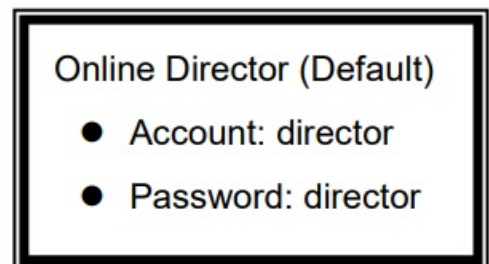 Online Director (Default)
● Account: director
● Password: director